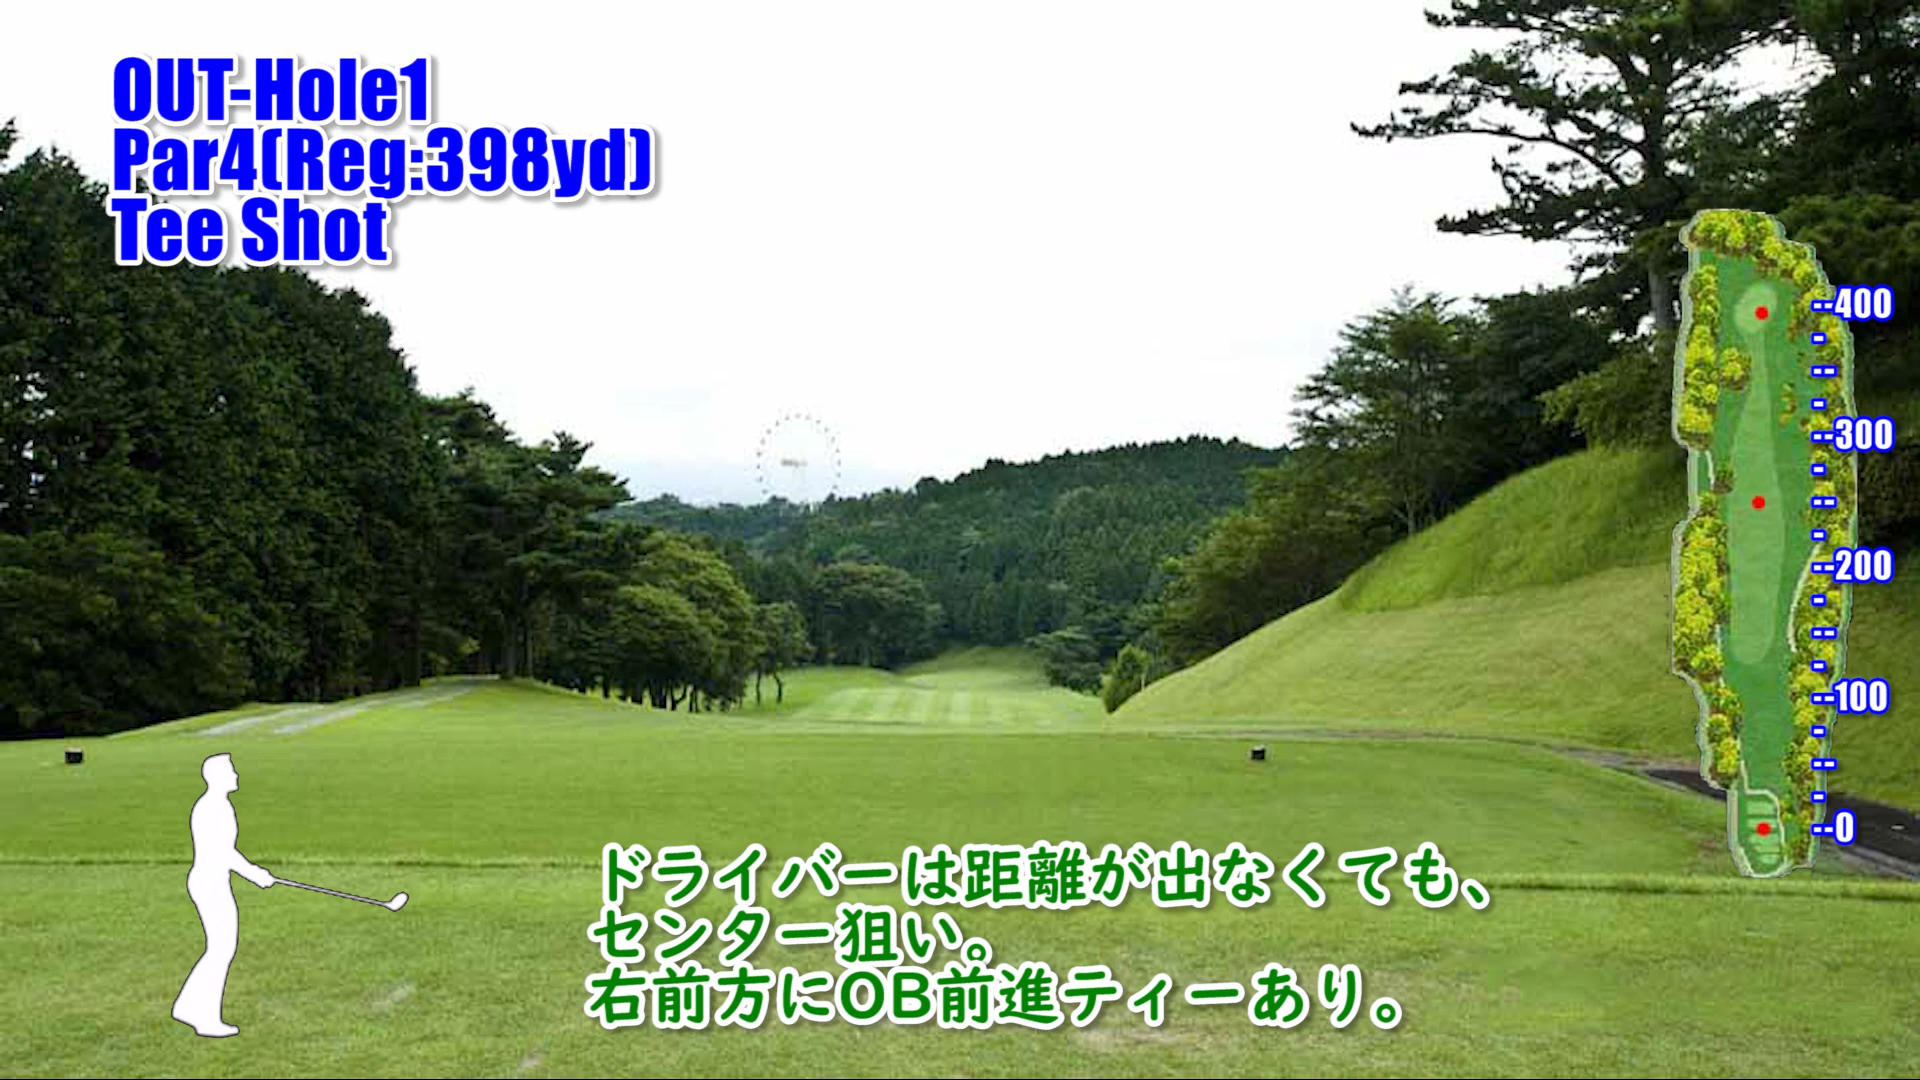 OUT-Hole1
Par4(Reg:398yd)
Tee Shot
--400
--300
--200
--100
--0
ドライバーは距離が出なくても、
センター狙い。
右前方にOB前進ティーあり。